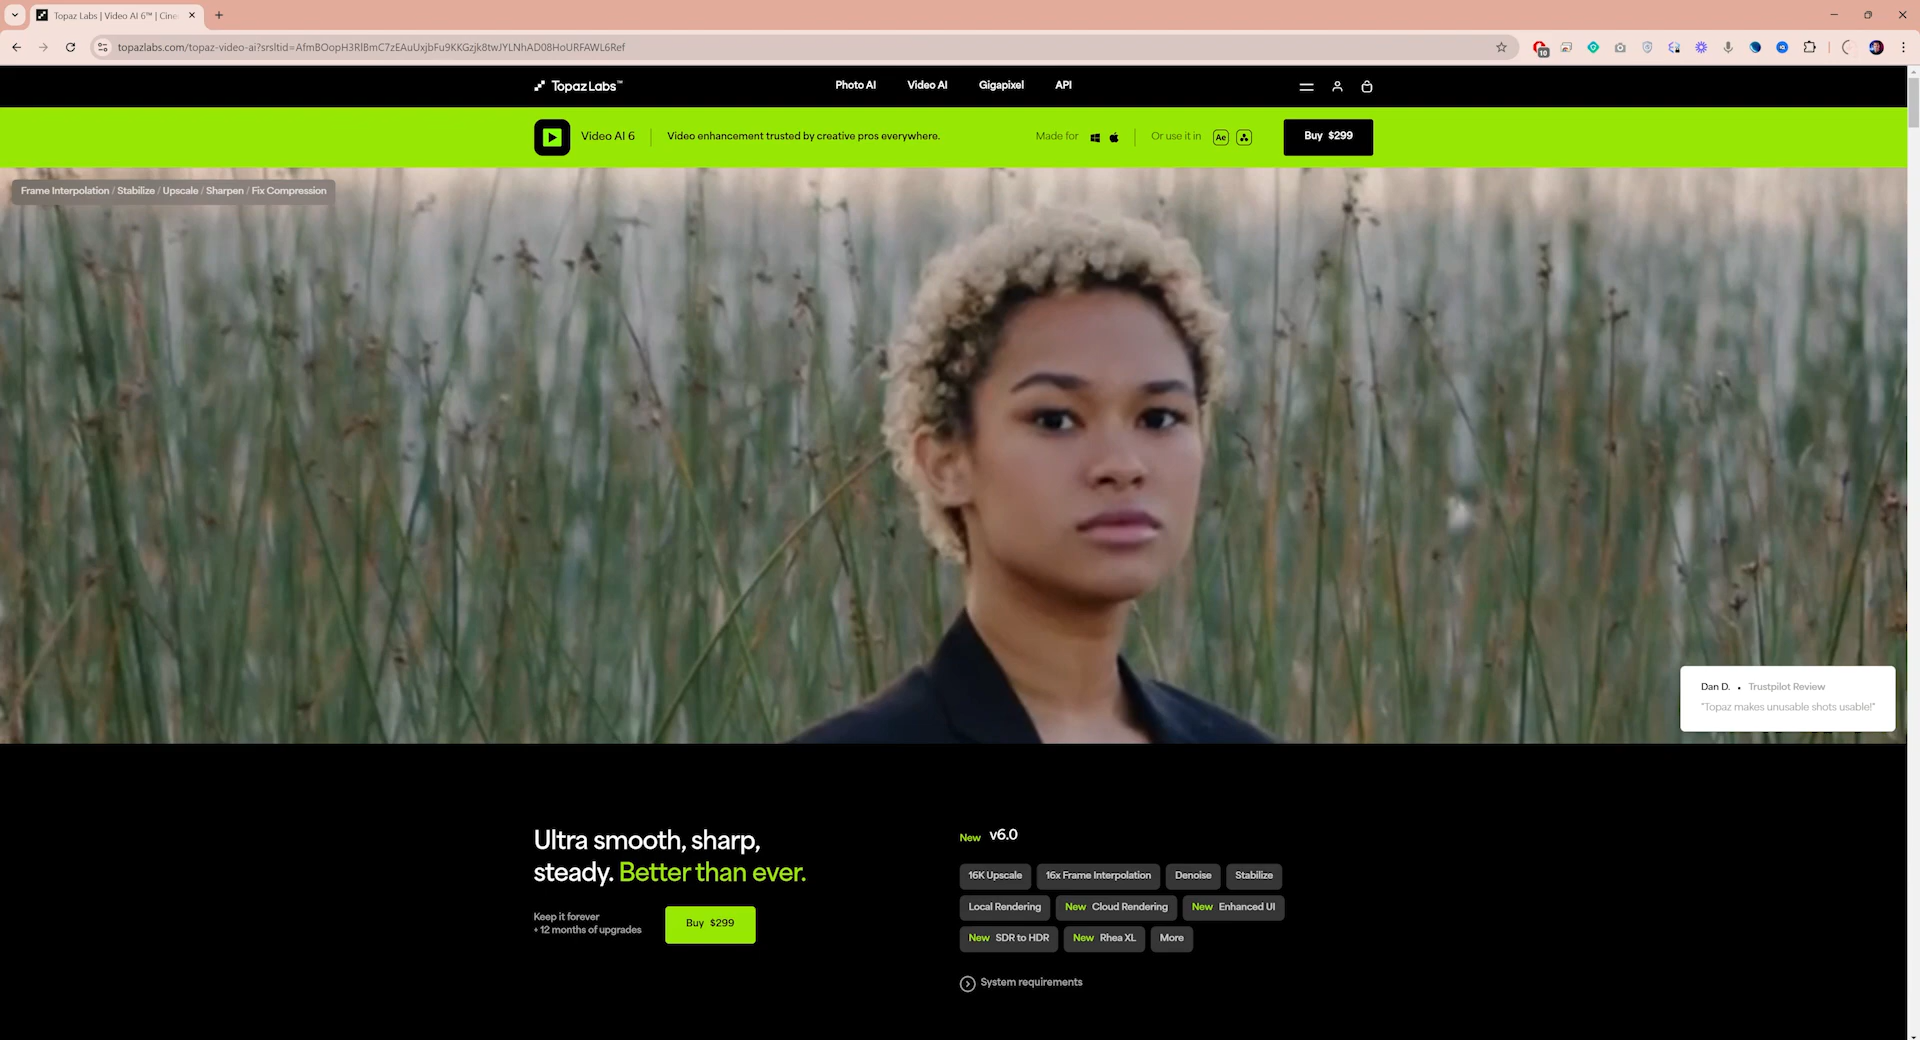 Topaz Labs | Video AI 6™ | Cine
topazlabs.com/topaz-video-ai?srsltid=AfmBOopH3RlBmC7zEAuUxjbFu9KKGzjk8twJYLNhAD08HoURFAWL6Ref
10
Topaz Labs™
Photo AI
Video AI
Gigapixel
API
Video AI 6
Video enhancement trusted by creative pros everywhere.
Made for
Or use it in
Ae
Buy $299
Frame Interpolation / Stabilize / Upscale / Sharpen / Fix Compression
Dan D. • Trustpilot Review
"Topaz makes unusable shots usable!"
Ultra smooth, sharp,
steady. Better than ever.
Keep it forever
+ 12 months of upgrades
Buy $299
New v6.0
16K Upscale
16x Frame Interpolation
Denoise
Stabilize
Local Rendering
New Cloud Rendering
New Enhanced UI
New SDR to HDR
New Rhea XL
More
System requirements